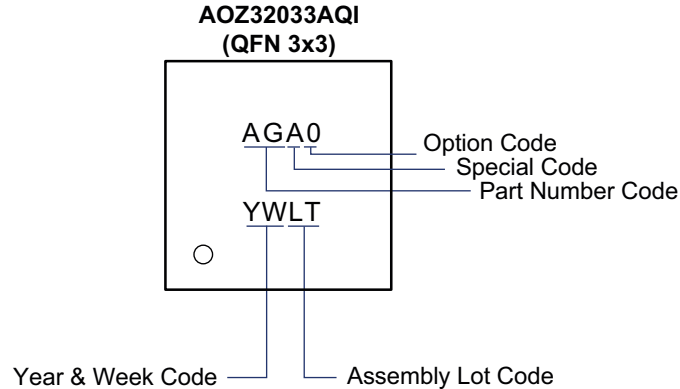 AOZ32033AQI
(QFN 3x3)
AGA0
Option Code
Special Code
Part Number Code
YWLT
Year & Week Code
Assembly Lot Code